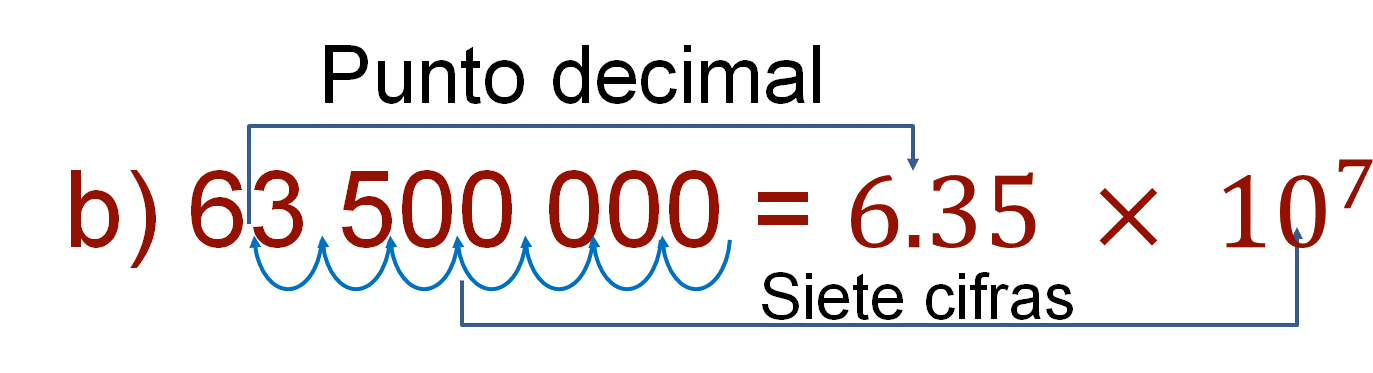 Punto decimal
b) 63 500 000 = 6.35 × 10⁷
Siete cifras